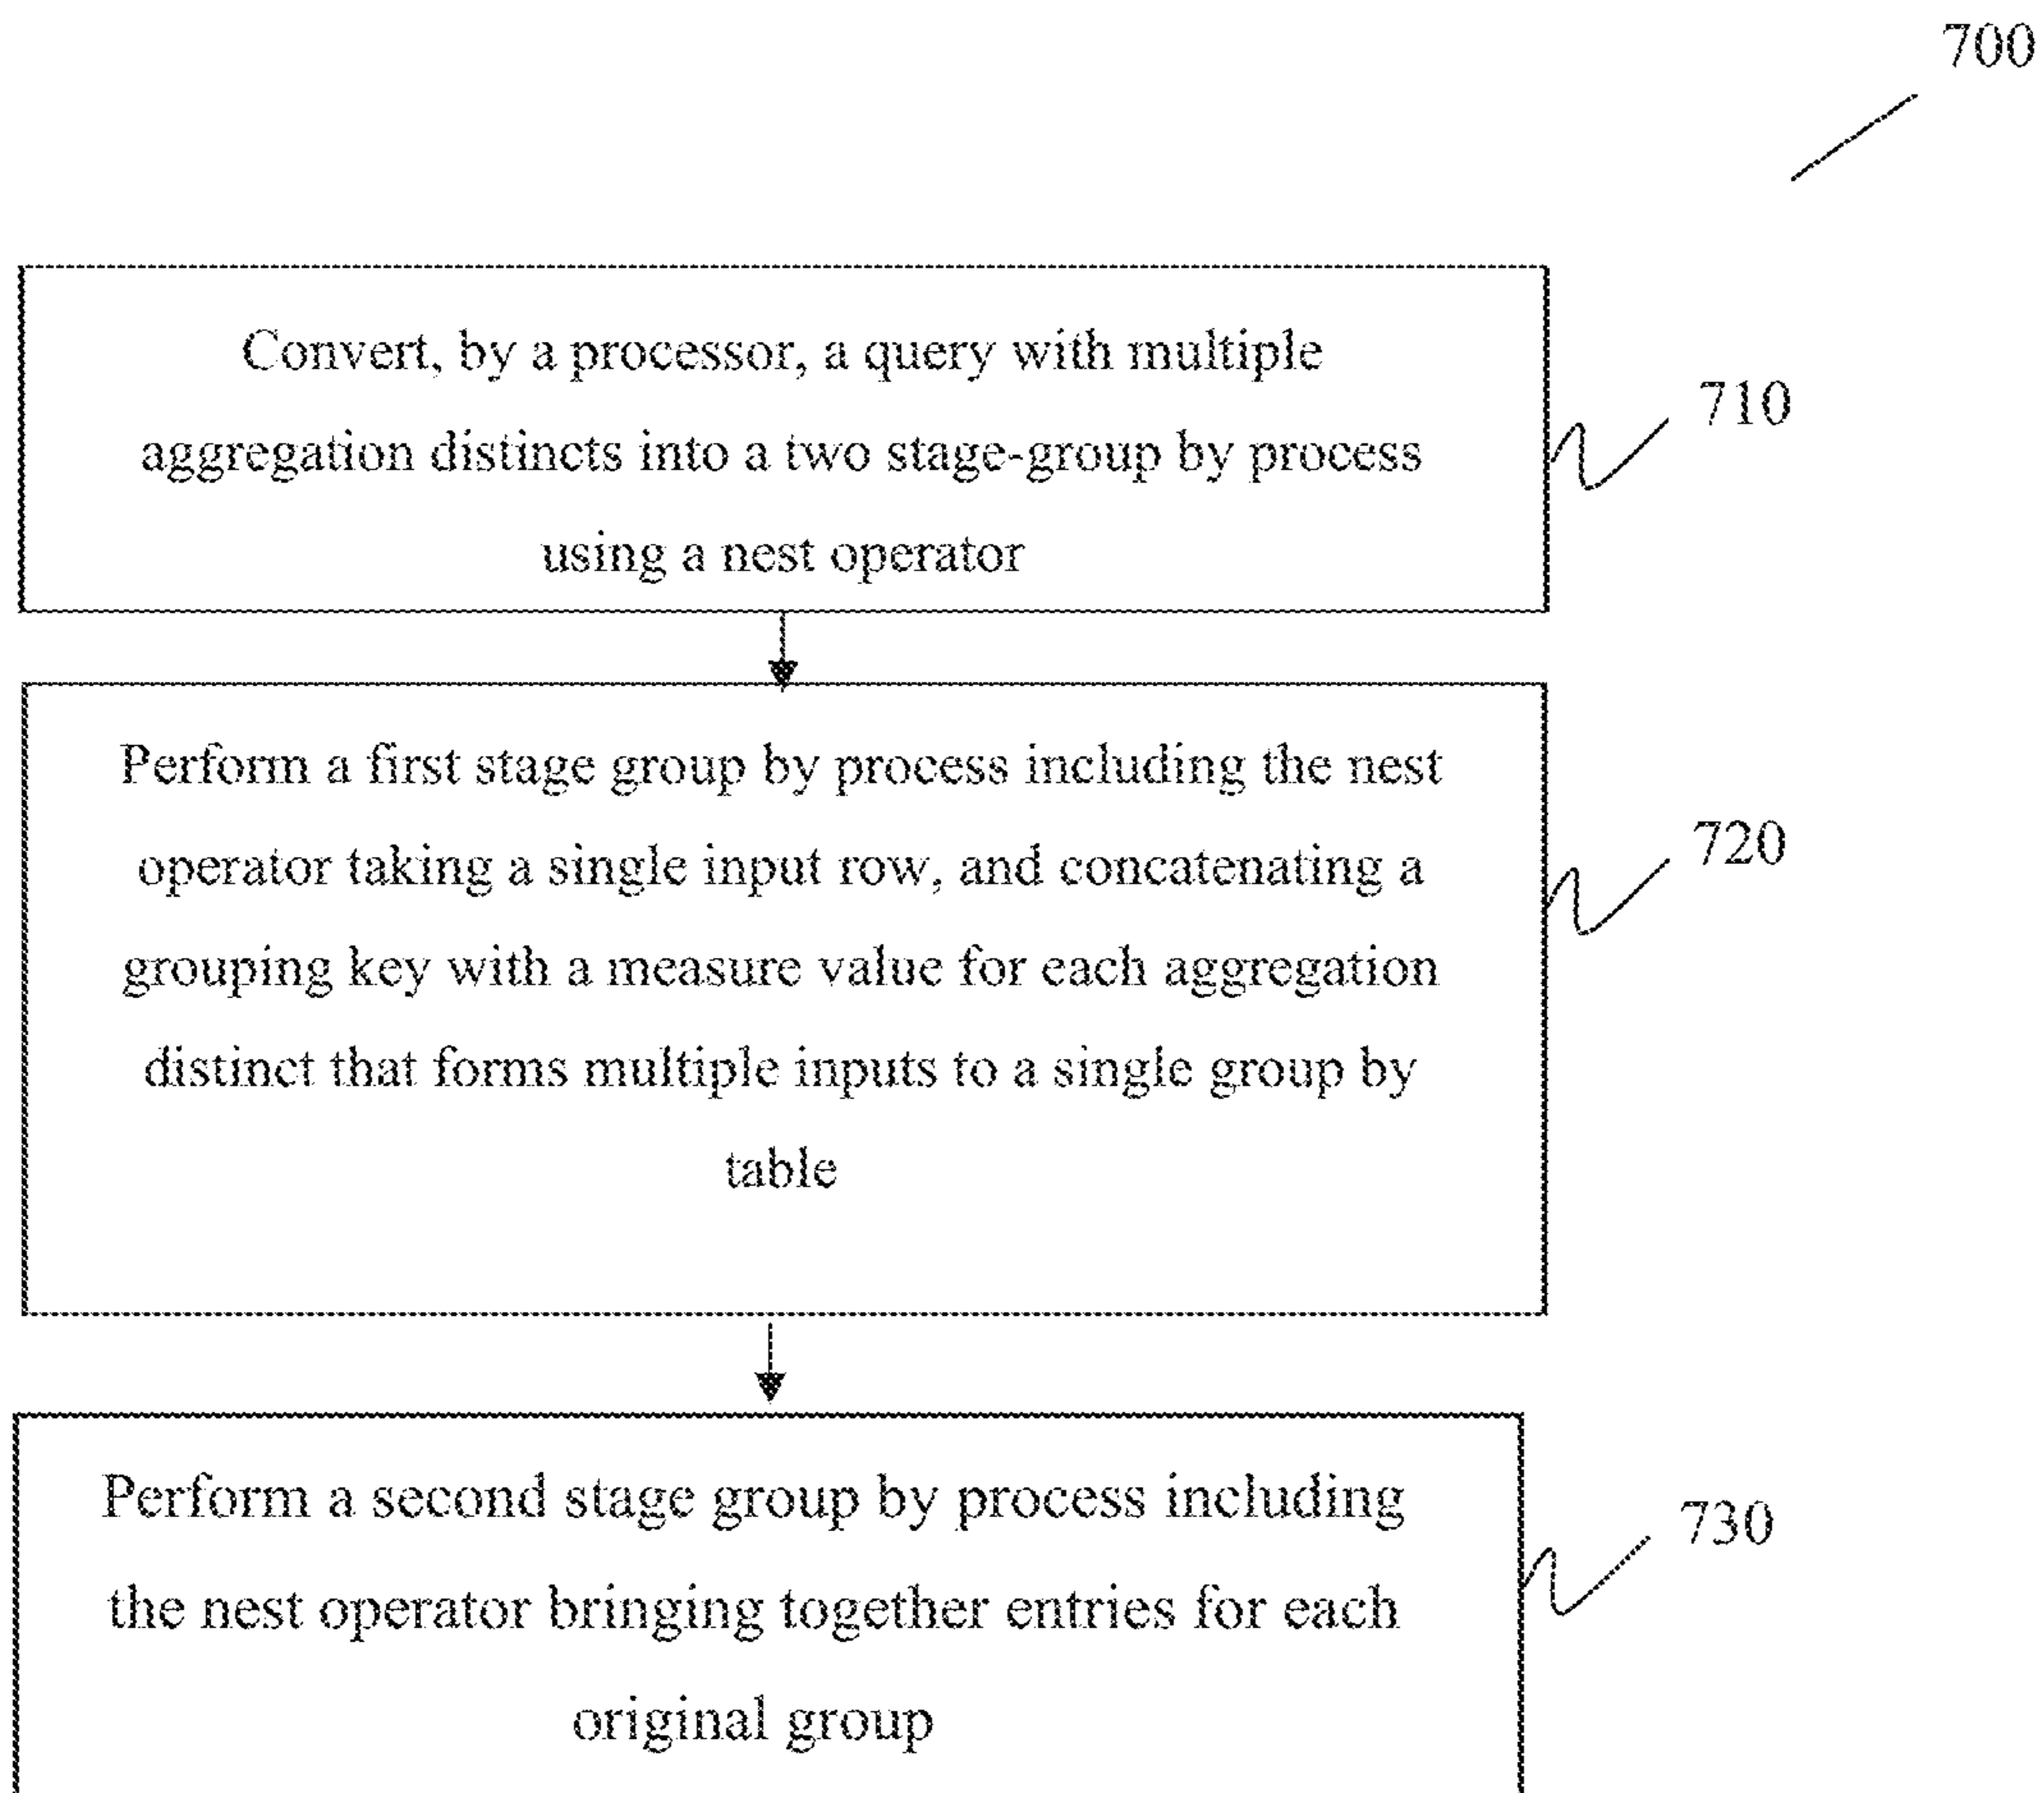 700
Convert, by a processor, a query with multiple
aggregation distincts into a two stage-group by process
using a nest operator
710
Perform a first stage group by process including the nest
operator taking a single input row, and concatenating a
grouping key with a measure value for each aggregation
distinct that forms multiple inputs to a single group by
table
720
Perform a second stage group by process including
the nest operator bringing together entries for each
original group
730